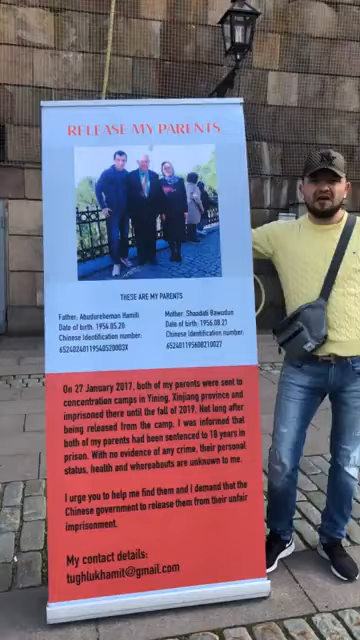 RELEASE MY PARENTS
THESE ARE MY PARENTS
Father: Abudureheman Hamili
Date of birth: 1954.05.20
Chinese Identification number:
65240240119540520003X
Mother: Shaodiati Bawudun
Date of birth: 1956.08.21
Chinese Identification number:
652401195608210027
On 27 January 2017, both of my parents were sent to
concentration camps in Yining, Xinjiang province and
imprisoned there until the fall of 2019. Not long after
being released from the camp, I was informed that
both of my parents had been sentenced to 18 years in
prison. With no evidence of any crime, their personal
status, health and whereabouts are unknown to me.
I urge you to help me find them and I demand that the
Chinese government to release them from their unfair
imprisonment.
My contact details:
tughlukhamit@gmail.com